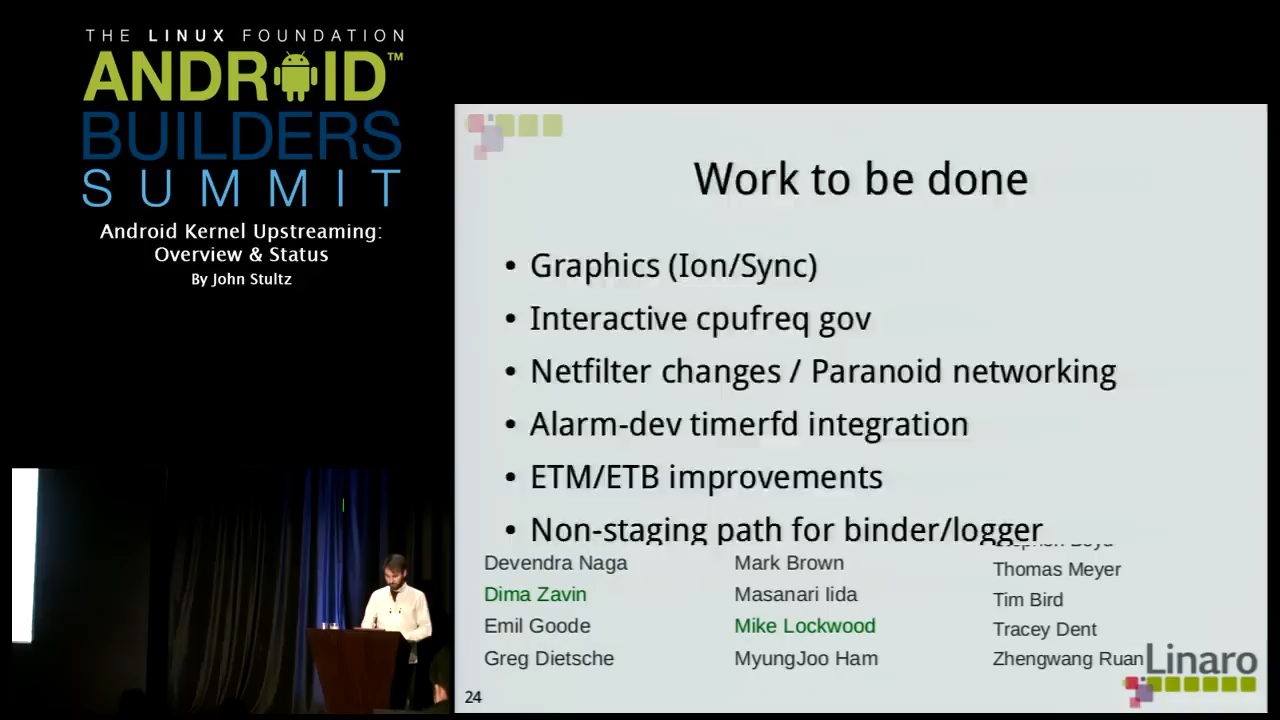 THE LINUX FOUNDATION
ANDROID™
BUILDERS
SUMMIT
Android Kernel Upstreaming:
Overview & Status
By John Stultz
Work to be done
• Graphics (Ion/Sync)
• Interactive cpufreq gov
• Netfilter changes / Paranoid networking
• Alarm-dev timerfd integration
• ETM/ETB improvements
• Non-staging path for binder/logger
Devendra Naga
Dima Zavin
Emil Goode
Greg Dietsche
Mark Brown
Masanari Iida
Mike Lockwood
MyungJoo Ham
Thomas Meyer
Tim Bird
Tracey Dent
Zhengwang Ruan
Linaro
24